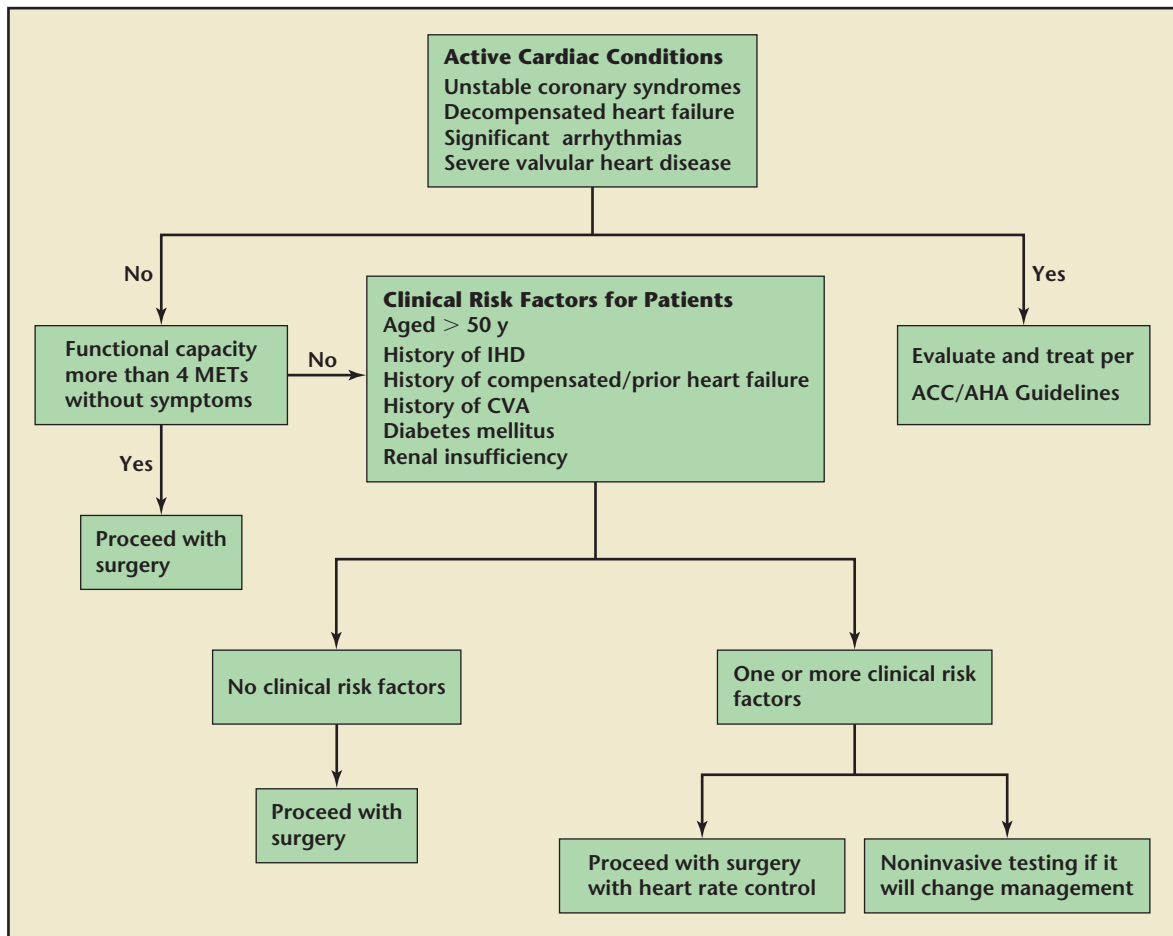 Active Cardiac Conditions
Unstable coronary syndromes
Decompensated heart failure
Significant arrhythmias
Severe valvular heart disease
No
Yes
Clinical Risk Factors for Patients
Aged > 50 y
History of IHD
History of compensated/prior heart failure
History of CVA
Diabetes mellitus
Renal insufficiency
Functional capacity
more than 4 METs
without symptoms
No
Evaluate and treat per
ACC/AHA Guidelines
Yes
Proceed with
surgery
No clinical risk factors
One or more clinical risk
factors
Proceed with
surgery
Proceed with surgery
with heart rate control
Noninvasive testing if it
will change management